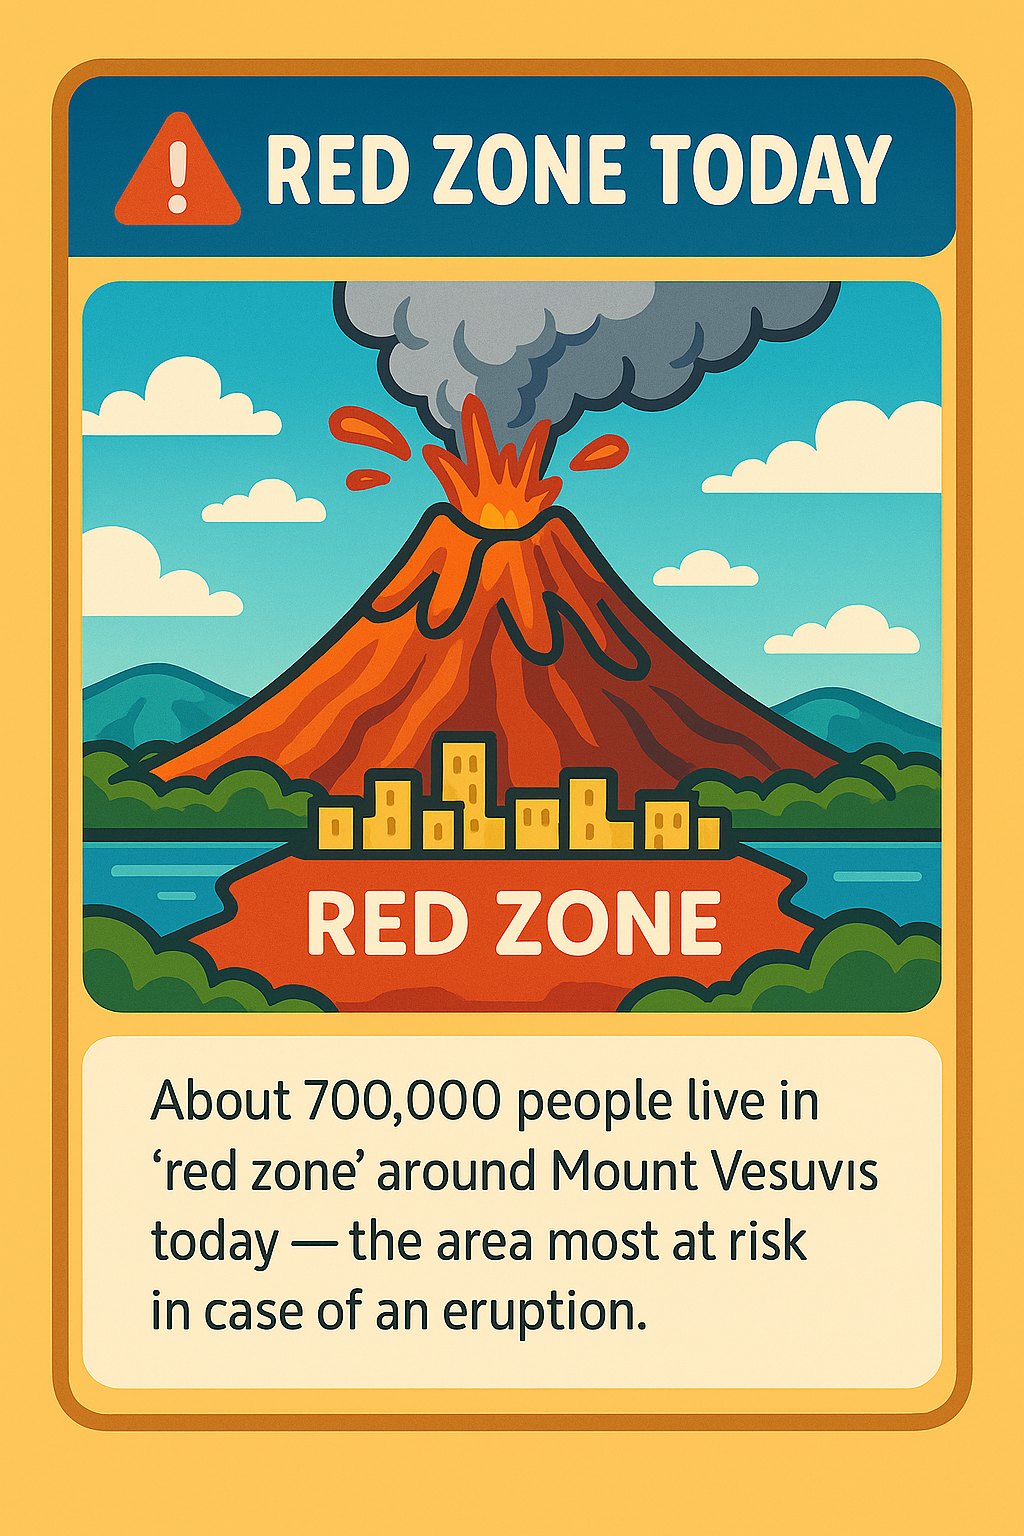 RED ZONE TODAY
RED ZONE
About 700,000 people live in
‘red zone’ around Mount Vesuvıs
today — the area most at risk
in case of an eruption.